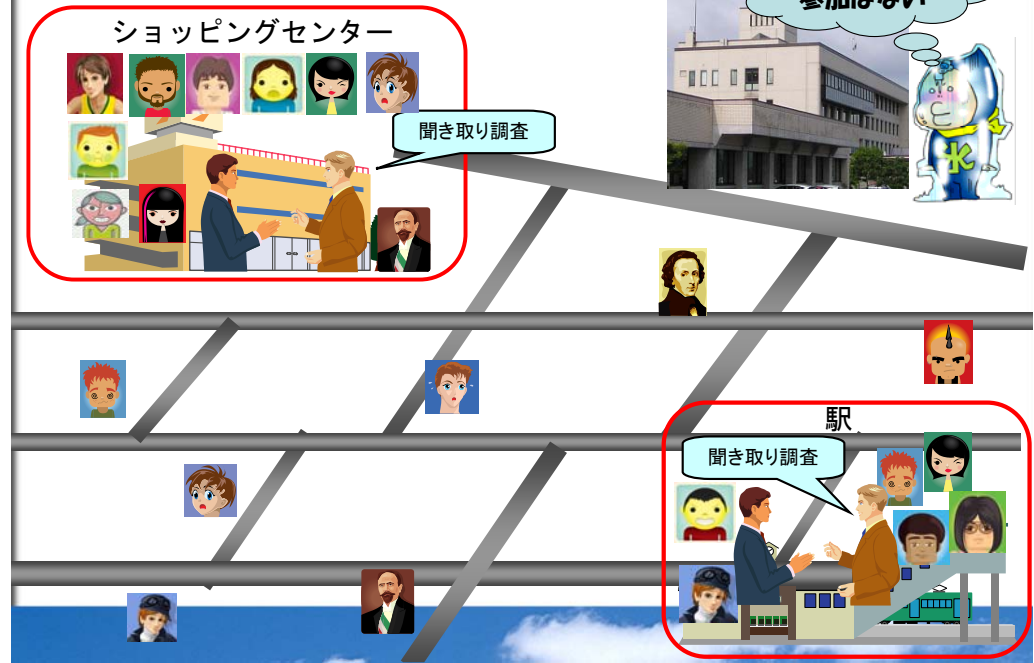 参加はない
ショッピングセンター
聞き取り調査
駅
聞き取り調査